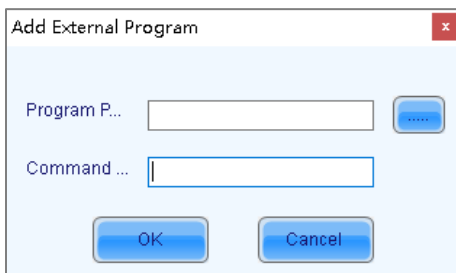 Add External Program
x
Program P...
.....
Command ...
OK Cancel